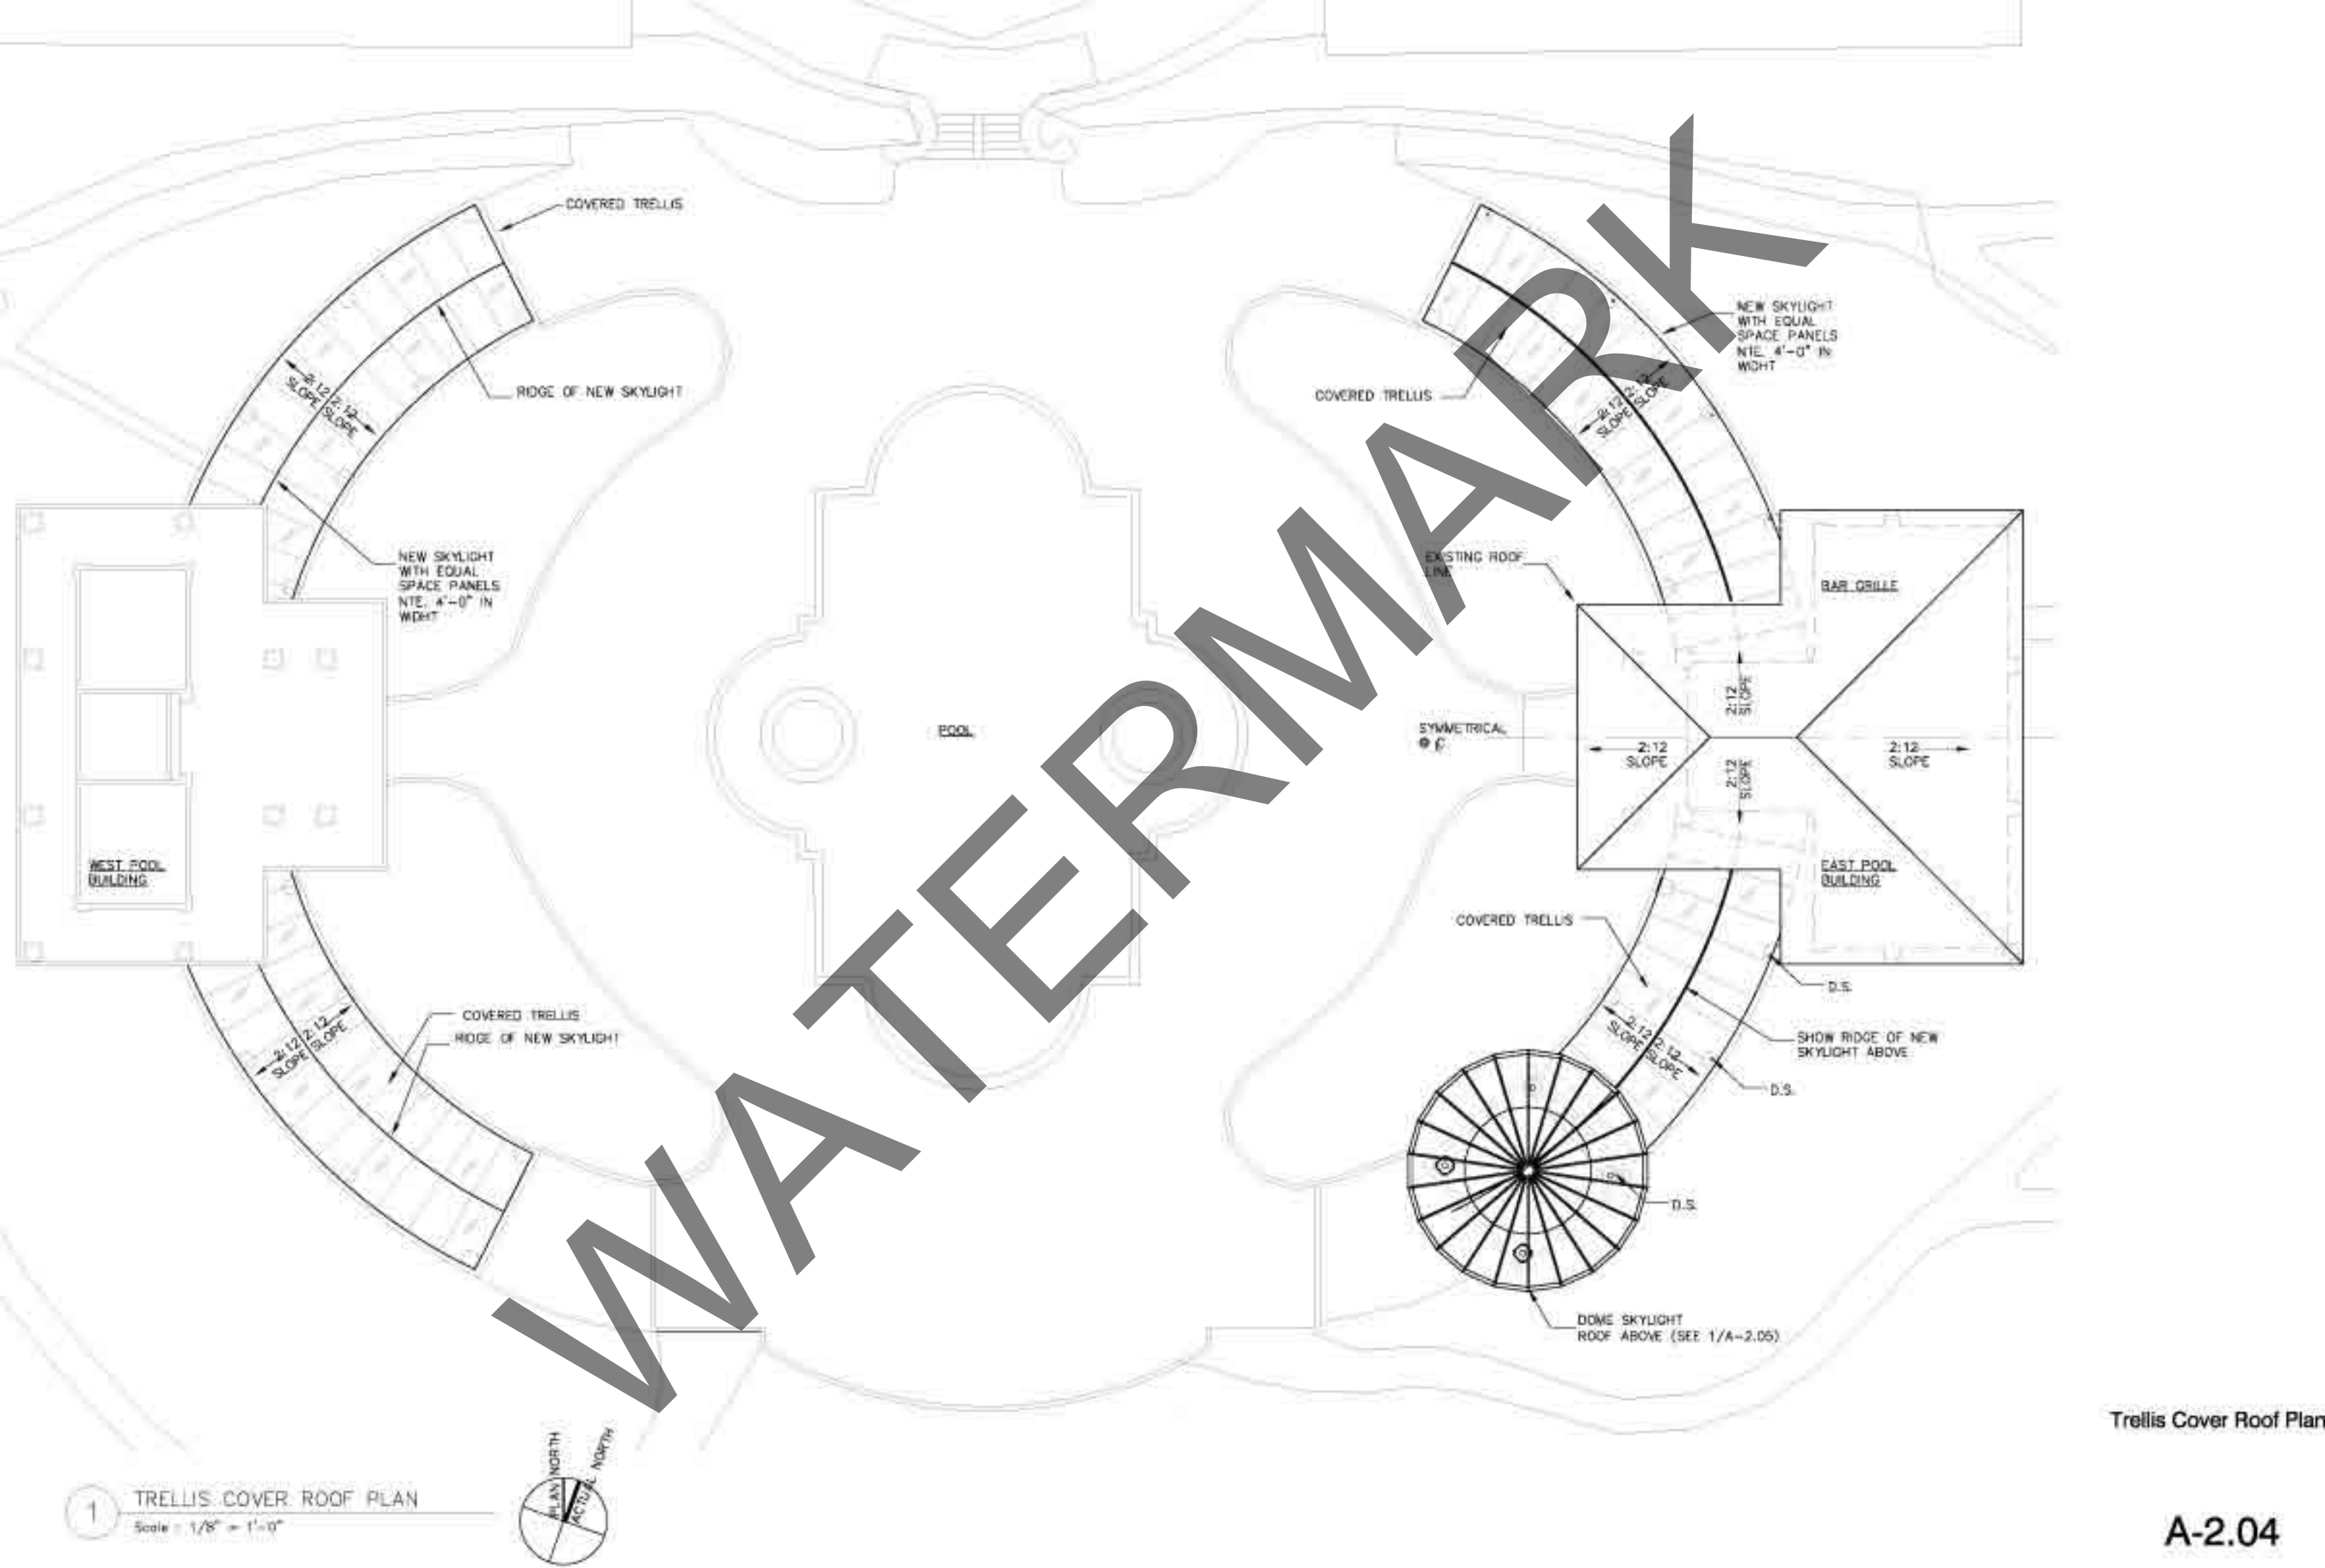 COVERED TRELLIS
RIDGE OF NEW SKYLIGHT
2:12
SLOPE
2:12
SLOPE
NEW SKYLIGHT
WITH EQUAL
SPACE PANELS
NTE. 4'-0" IN
WIDHT
WEST POOL
BUILDING
COVERED TRELLIS
RIDGE OF NEW SKYLIGHT
2:12
SLOPE
2:12
SLOPE
POOL
NEW SKYLIGHT
WITH EQUAL
SPACE PANELS
NTE. 4'-0" IN
WIDHT
COVERED TRELLIS
2:12
SLOPE
2:12
SLOPE
EXISTING ROOF
LINE
BAR GRILLE
SYMMETRICAL
@ ℄
2:12
SLOPE
2:12
SLOPE
2:12
SLOPE
2:12
SLOPE
EAST POOL
BUILDING
COVERED TRELLIS
D.S.
SHOW RIDGE OF NEW
SKYLIGHT ABOVE
2:12
SLOPE
2:12
SLOPE
D.S.
D.S.
DOME SKYLIGHT
ROOF ABOVE (SEE 1/A-2.05)
WATERMARK
1
TRELLIS COVER ROOF PLAN
Scale : 1/8" = 1'-0"
PLAN NORTH
ACTUAL NORTH
Trellis Cover Roof Plan
A-2.04